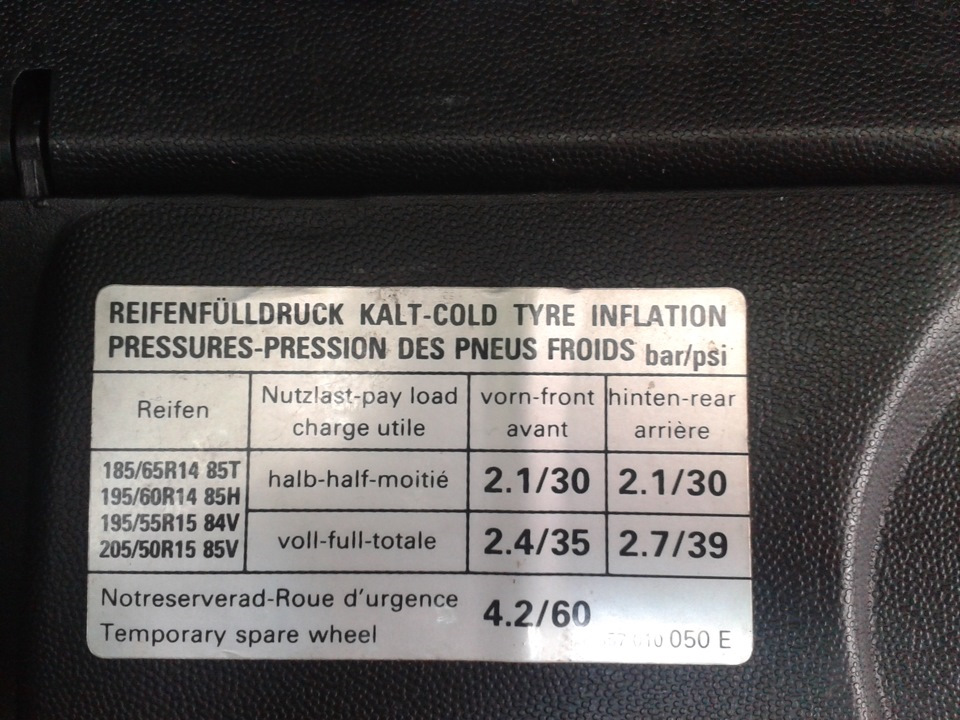 REIFENFÜLLDRUCK KALT-COLD TYRE INFLATION
PRESSURES-PRESSION DES PNEUS FROIDS bar/psi
Reifen
Nutzlast-pay load
charge utile
vorn-front
avant
hinten-rear
arrière
185/65R14 85T
195/60R14 85H
195/55R15 84V
205/50R15 85V
halb-half-moitié
2.1/30
2.1/30
voll-full-totale
2.4/35
2.7/39
Notreserverad-Roue d'urgence
Temporary spare wheel
4.2/60
050 E